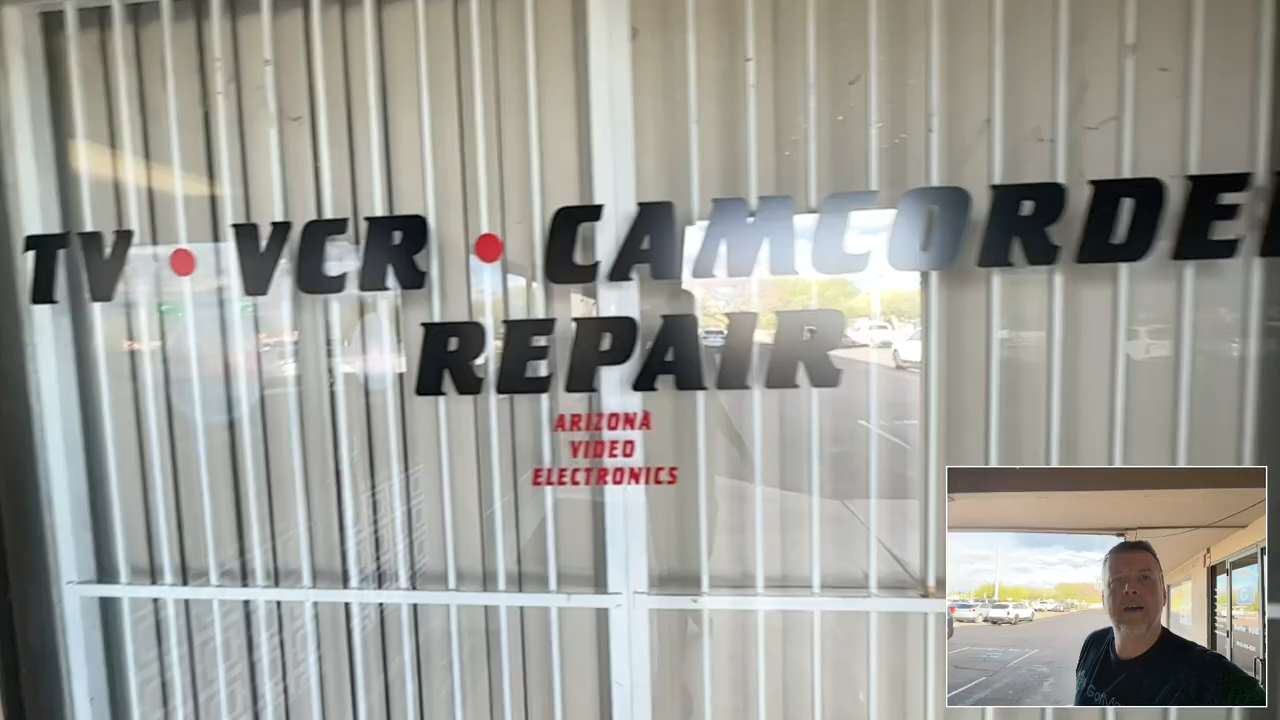 TV • VCR • CAMCORDE
REPAIR
ARIZONA
VIDEO
ELECTRONICS